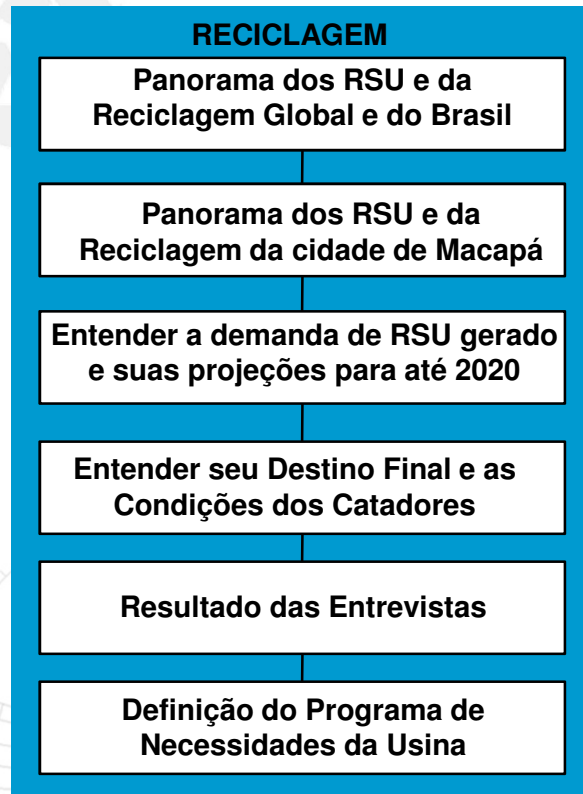 RECICLAGEM
Panorama dos RSU e da
Reciclagem Global e do Brasil
Panorama dos RSU e da
Reciclagem da cidade de Macapá
Entender a demanda de RSU gerado
e suas projeções para até 2020
Entender seu Destino Final e as
Condições dos Catadores
Resultado das Entrevistas
Definição do Programa de
Necessidades da Usina